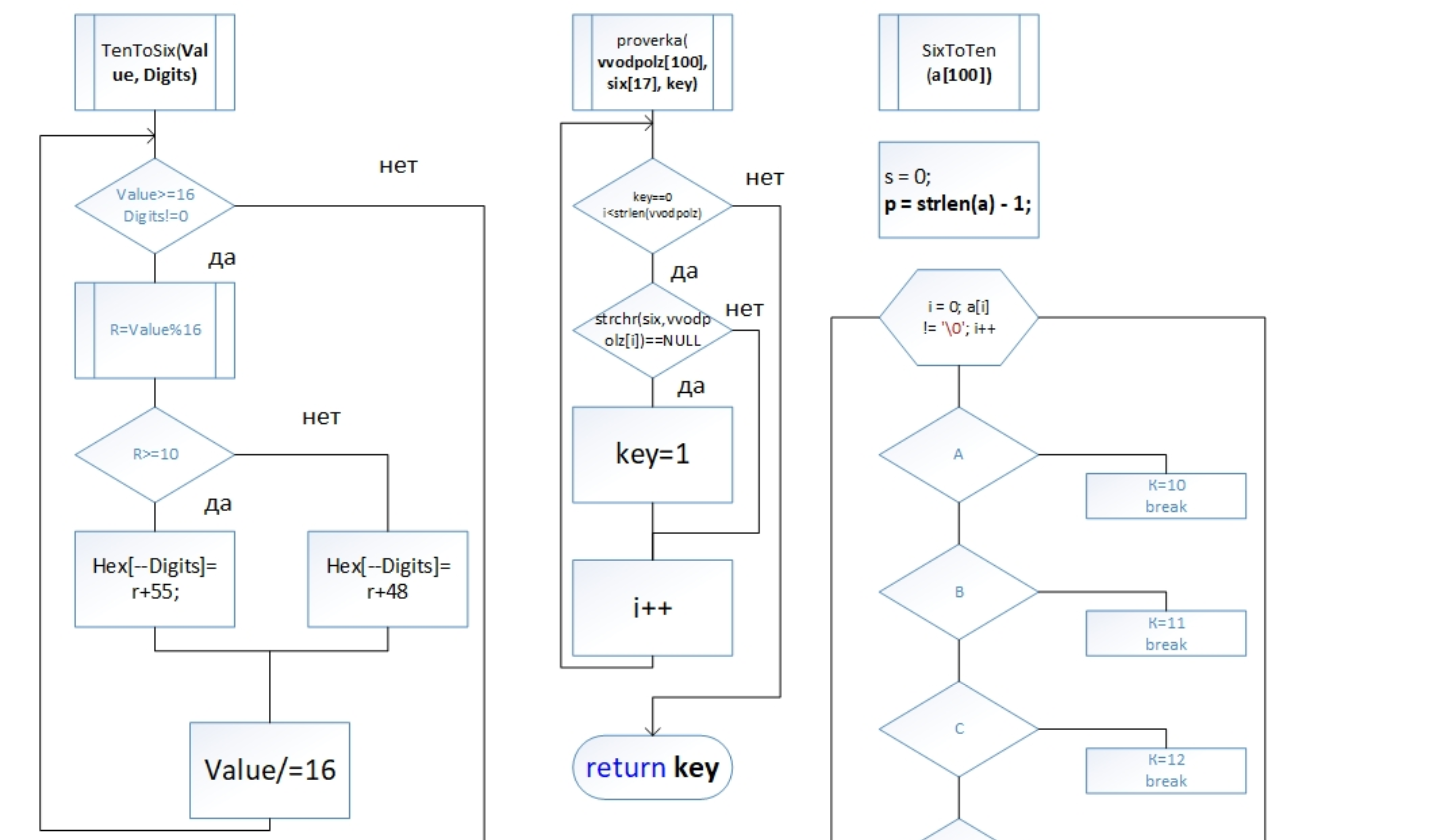 TenToSix(Val
ue, Digits)
Value>=16
Digits!=0
нет
да
R=Value%16
R>=10
нет
да
Hex[--Digits]=
r+55;
Hex[--Digits]=
r+48
Value/=16
proverka(
vvodpolz[100],
six[17], key)
key==0
i<strlen(vvodpolz)
нет
да
strchr(six,vvodp
olz[i])==NULL
нет
да
key=1
i++
return key
SixToTen
(a[100])
s = 0;
p = strlen(a) - 1;
i = 0; a[i]
!= '\0'; i++
A
K=10
break
B
K=11
break
C
K=12
break